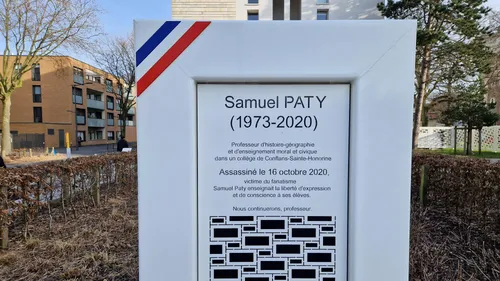 Samuel PATY
(1973-2020)
Professeur d'histoire-géographie
et d'enseignement moral et civique
dans un collège de Conflans-Sainte-Honorine
Assassiné le 16 octobre 2020,
victime du fanatisme
Samuel Paty enseignait la liberté d'expression
et de conscience à ses élèves.
Nous continuerons, professeur